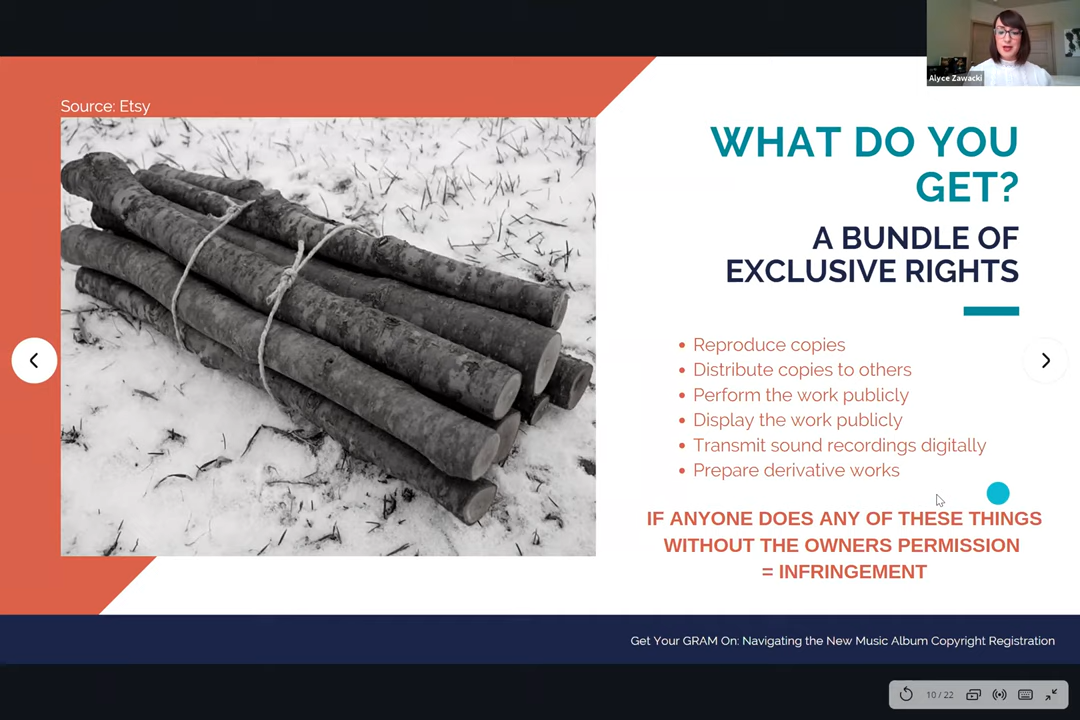 Alyce Zawacki
Source: Etsy
WHAT DO YOU
GET?
A BUNDLE OF
EXCLUSIVE RIGHTS
• Reproduce copies
• Distribute copies to others
• Perform the work publicly
• Display the work publicly
• Transmit sound recordings digitally
• Prepare derivative works
IF ANYONE DOES ANY OF THESE THINGS
WITHOUT THE OWNERS PERMISSION
= INFRINGEMENT
Get Your GRAM On: Navigating the New Music Album Copyright Registration
10 / 22